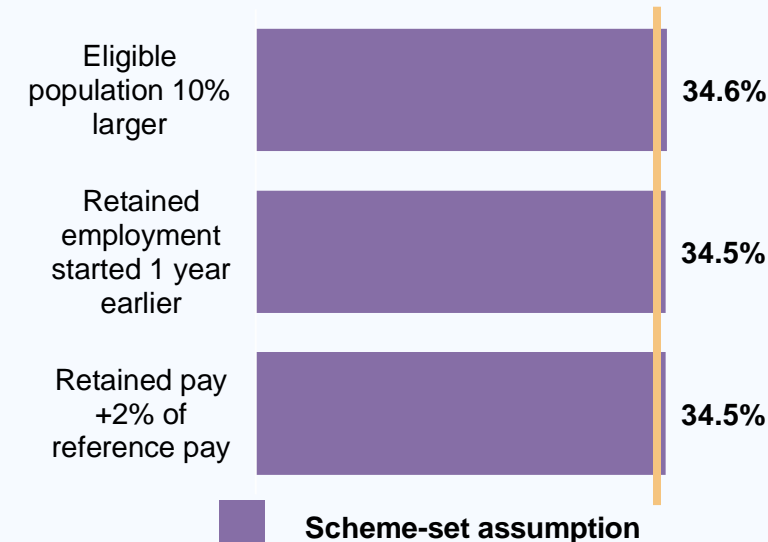 Eligible
population 10%
larger
34.6%
Retained
employment
started 1 year
earlier
34.5%
Retained pay
+2% of
reference pay
34.5%
Scheme-set assumption